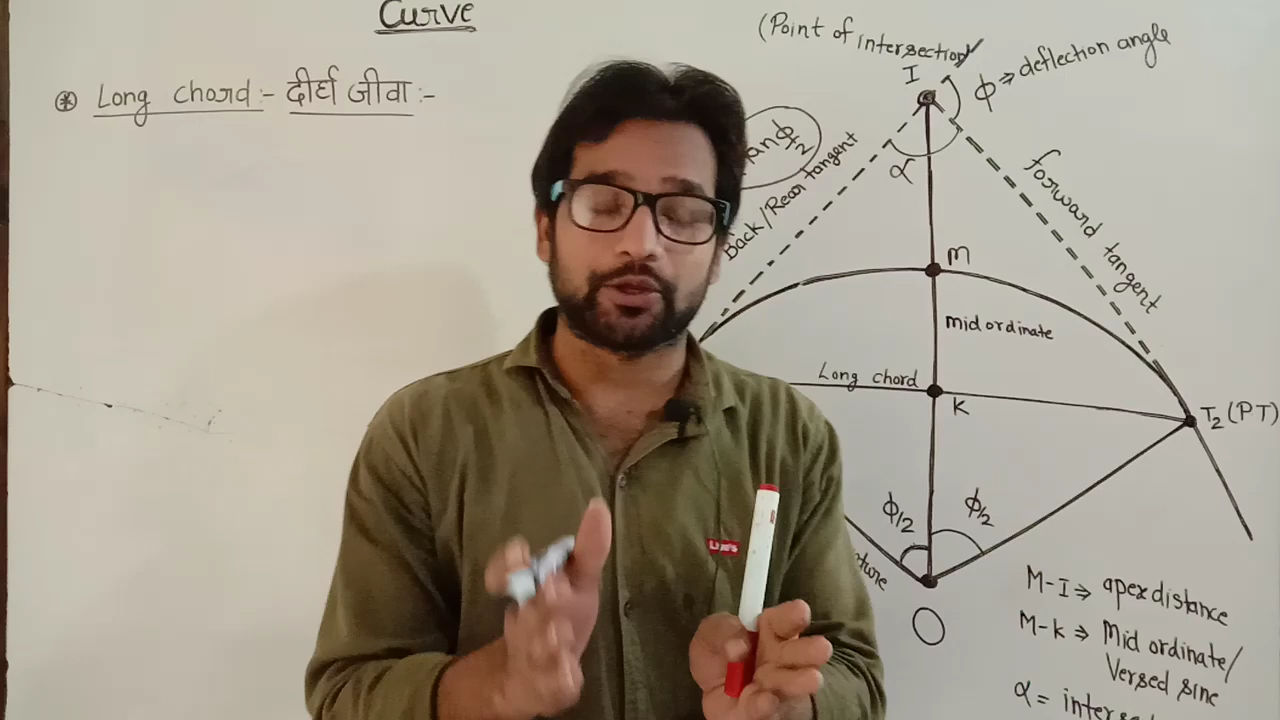 Curve
⊛ Long chord :- दीर्घ जीवा :-
(Point of intersection)
I
ϕ ⇒ deflection angle
tan ϕ/2
α
Back/Rear tangent
forward tangent
M
mid ordinate
Long chord
K
T₂ (PT)
ϕ/2
ϕ/2
O
M-I ⇒ apex distance
M-K ⇒ Mid ordinate/
Versed sine
α =